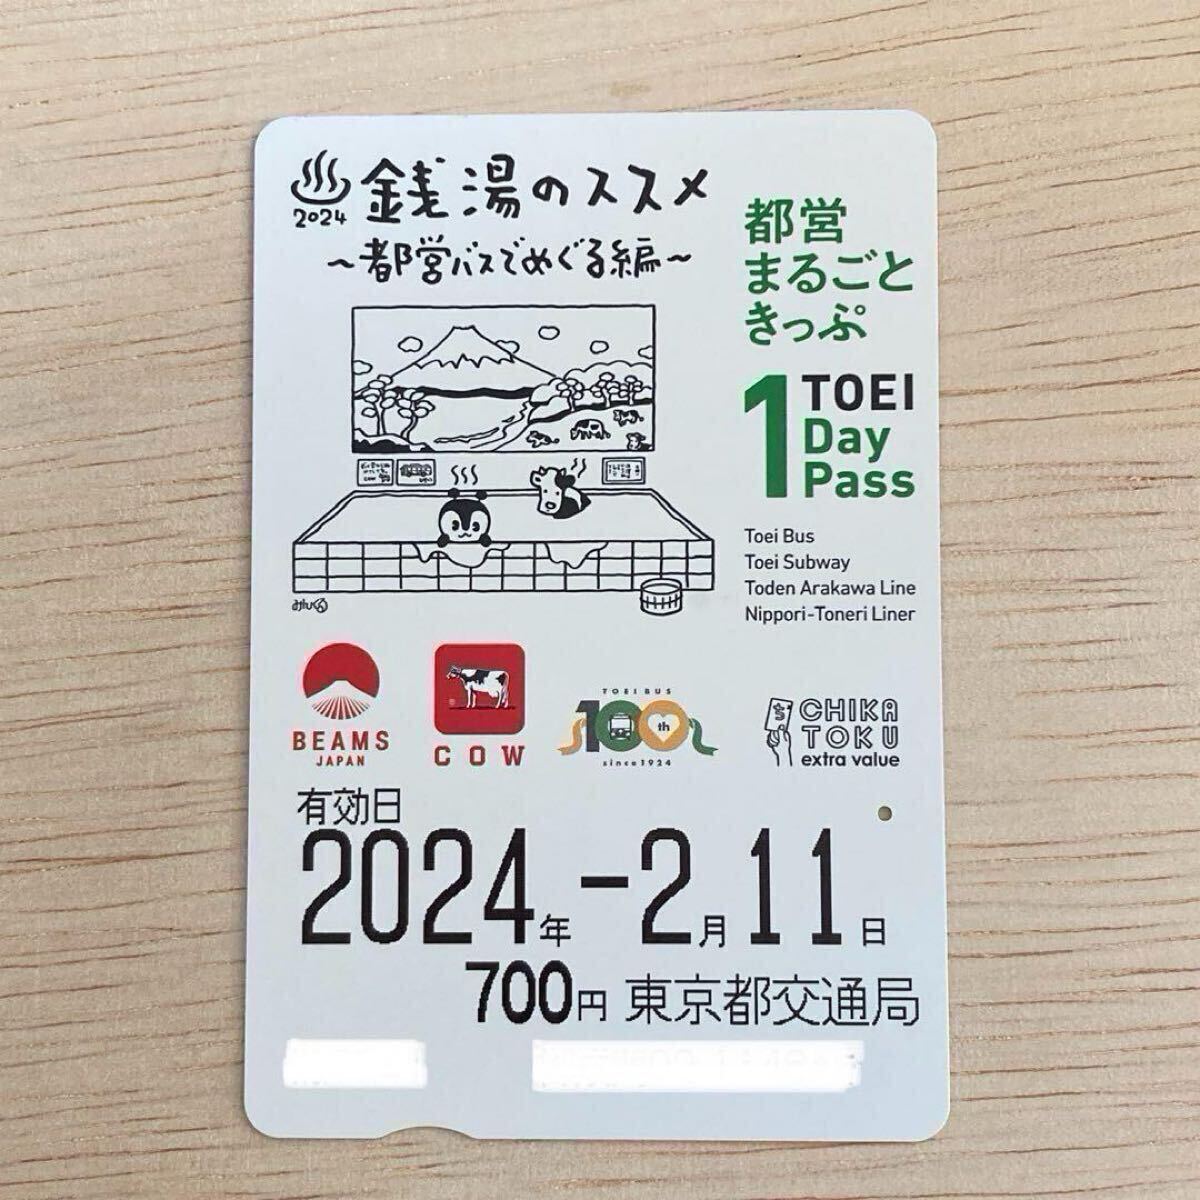 2024
銭湯のススメ
～都営バスでめぐる編～
都営
まるごと
きっぷ
1 TOEI
Day
Pass
Toei Bus
Toei Subway
Toden Arakawa Line
Nippori-Toneri Liner
BEAMS
JAPAN
COW
TOEI BUS
100th
since 1924
CHIKA
TOKU
extra value
有効日
2024年-2月11日
700円 東京都交通局